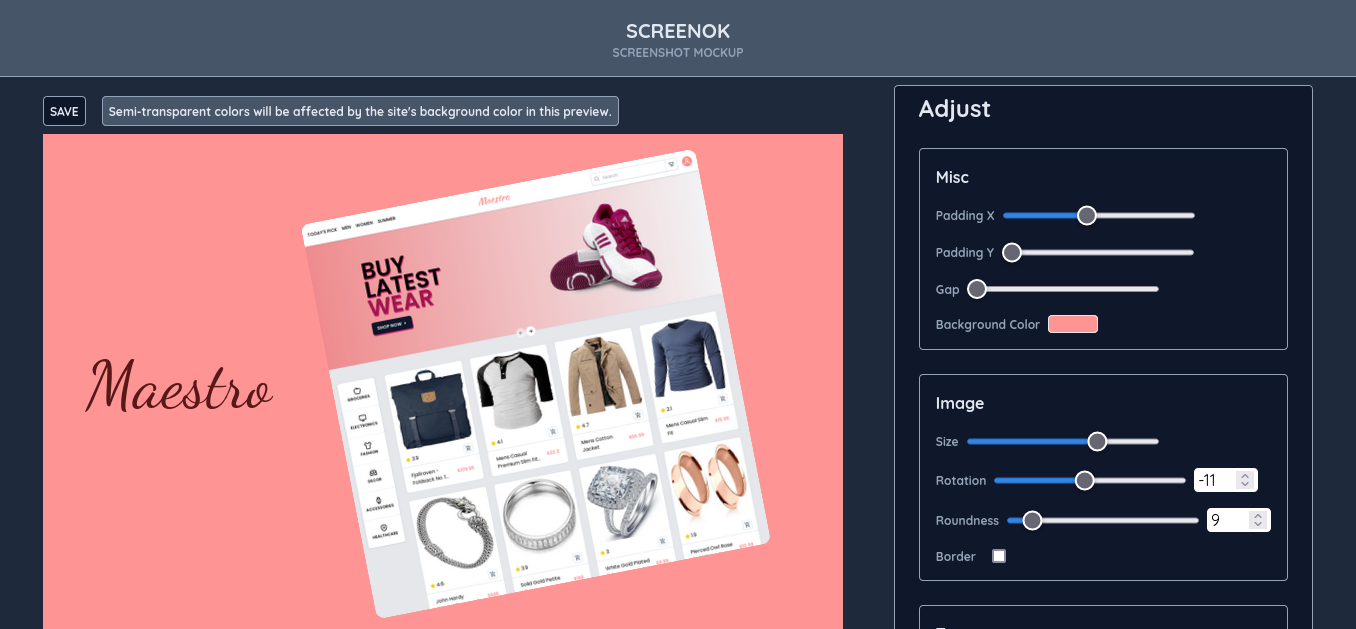 SCREENOK
SCREENSHOT MOCKUP
SAVE
Semi-transparent colors will be affected by the site's background color in this preview.
Maestro
Maestro
Search
TODAY'S PICK MEN WOMEN SUMMER
BUY
LATEST
WEAR
SHOP NOW
GROCERIES
ELECTRONICS
FASHION
DECOR
ACCESSORIES
HEALTHCARE
3.9
Fjallraven -
Foldsack No. 1...
4.1
Mens Casual
Premium Slim Fit...
4.7
Mens Cotton
Jacket
2.1
Mens Casual Slim
Fit
4.6
John Hardy
3.9
Solid Gold Petite
3
White Gold Plated
1.9
Pierced Owl Rose
Adjust
Misc
Padding X
Padding Y
Gap
Background Color
Image
Size
Rotation -11
Roundness 9
Border